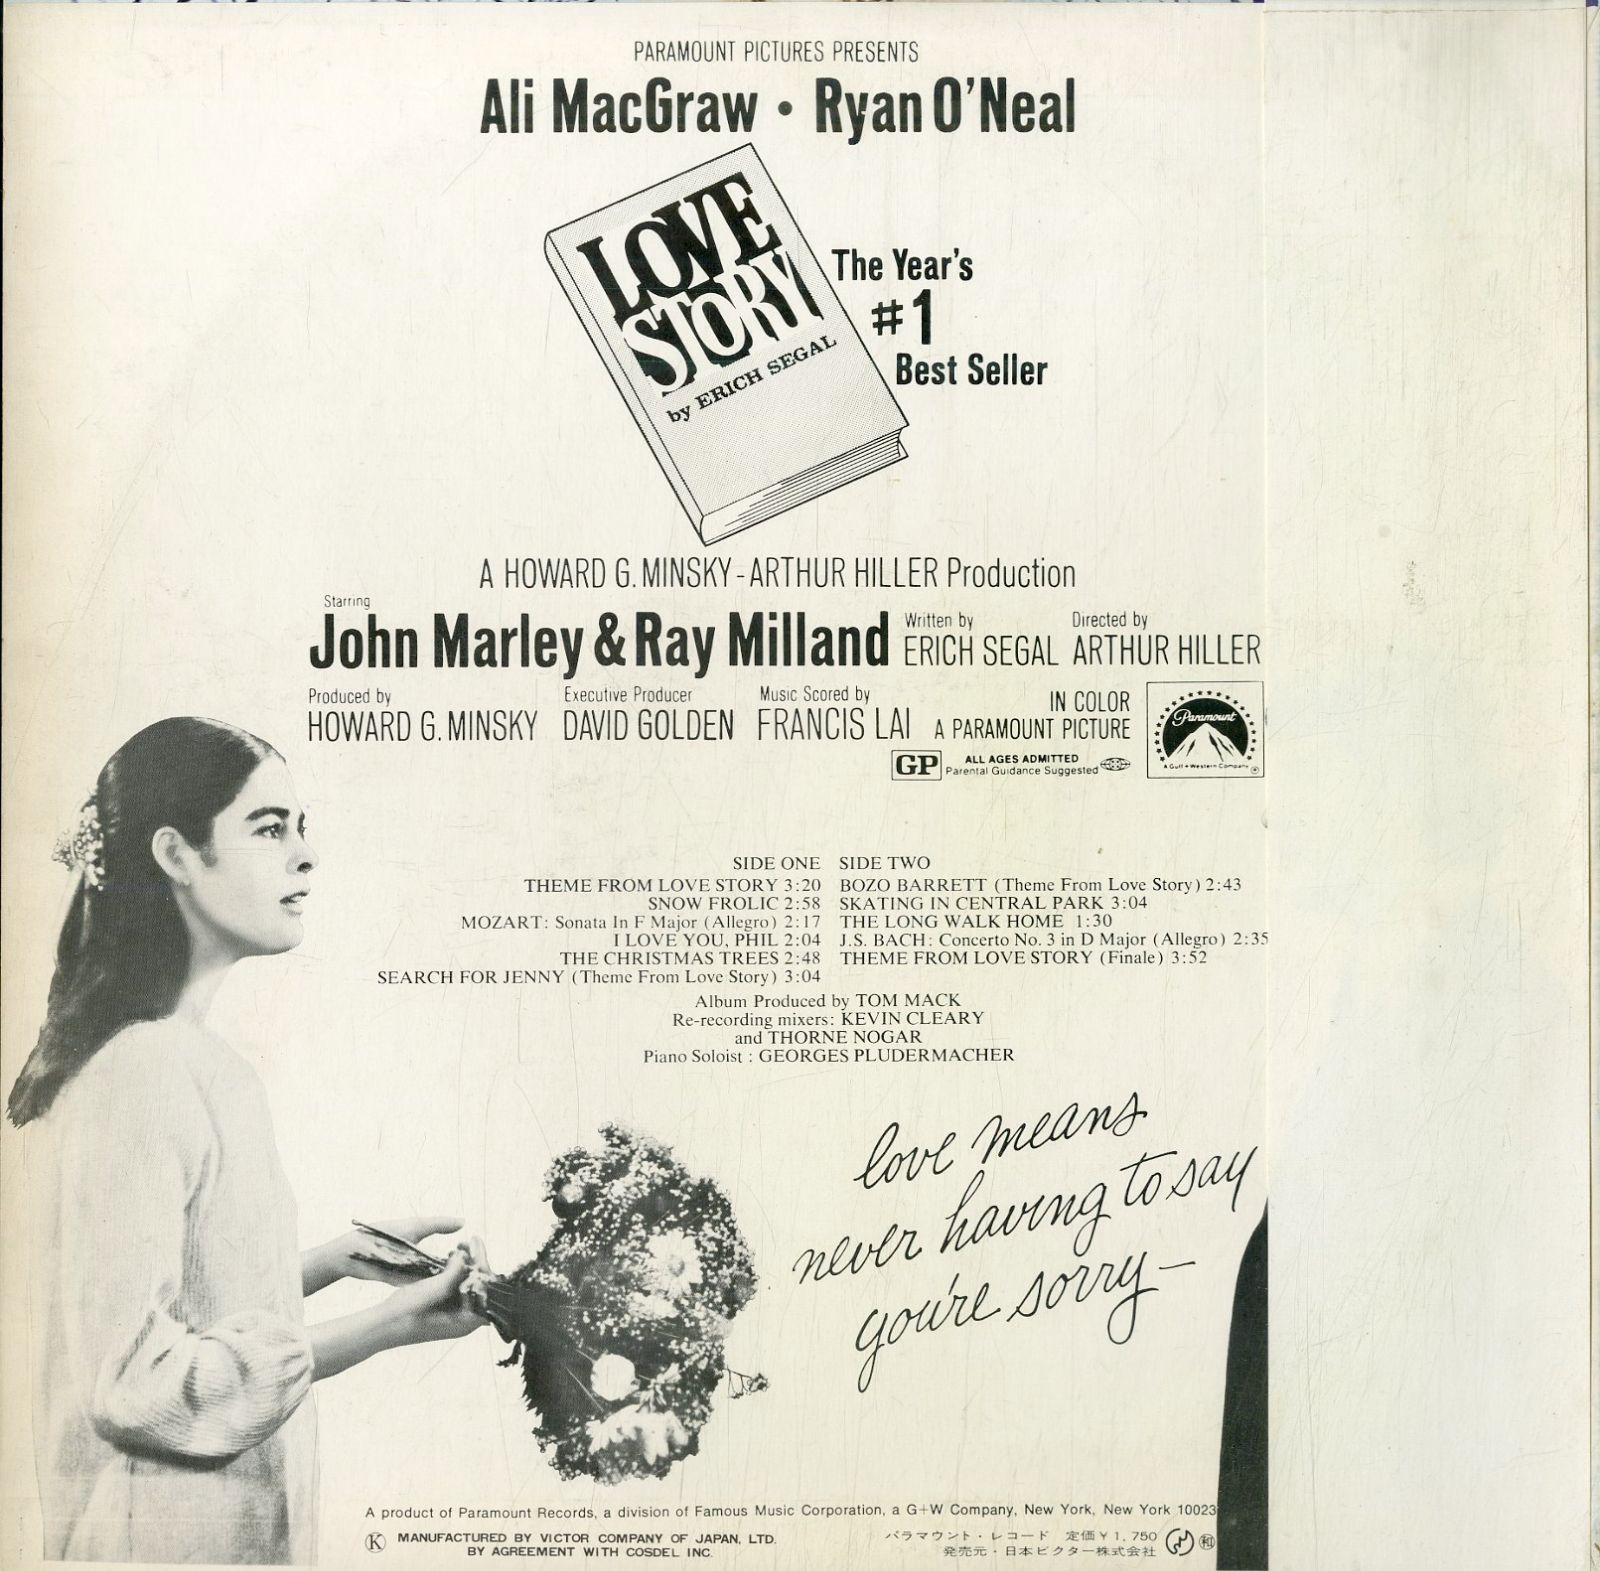 PARAMOUNT PICTURES PRESENTS
Ali MacGraw • Ryan O'Neal
LOVE
STORY
by ERICH SEGAL
The Year's
#1
Best Seller
A HOWARD G. MINSKY - ARTHUR HILLER Production
Starring
John Marley & Ray Milland
Written by
ERICH SEGAL
Directed by
ARTHUR HILLER
Produced by
HOWARD G. MINSKY
Executive Producer
DAVID GOLDEN
Music Scored by
FRANCIS LAI
IN COLOR
A PARAMOUNT PICTURE
Paramount
A Gulf + Western Company
®
GP
ALL AGES ADMITTED
Parental Guidance Suggested
SIDE ONE
THEME FROM LOVE STORY 3:20
SNOW FROLIC 2:58
MOZART: Sonata In F Major (Allegro) 2:17
I LOVE YOU, PHIL 2:04
THE CHRISTMAS TREES 2:48
SEARCH FOR JENNY (Theme From Love Story) 3:04
SIDE TWO
BOZO BARRETT (Theme From Love Story) 2:43
SKATING IN CENTRAL PARK 3:04
THE LONG WALK HOME 1:30
J.S. BACH: Concerto No. 3 in D Major (Allegro) 2:35
THEME FROM LOVE STORY (Finale) 3:52
Album Produced by TOM MACK
Re-recording mixers: KEVIN CLEARY
and THORNE NOGAR
Piano Soloist : GEORGES PLUDERMACHER
love means
never having to say
you're sorry—
A product of Paramount Records, a division of Famous Music Corporation, a G+W Company, New York, New York 10023
Ⓚ MANUFACTURED BY VICTOR COMPANY OF JAPAN, LTD.
BY AGREEMENT WITH COSDEL INC.
パラマウント・レコード 定価¥1,750
発売元・日本ビクター株式会社
㊒